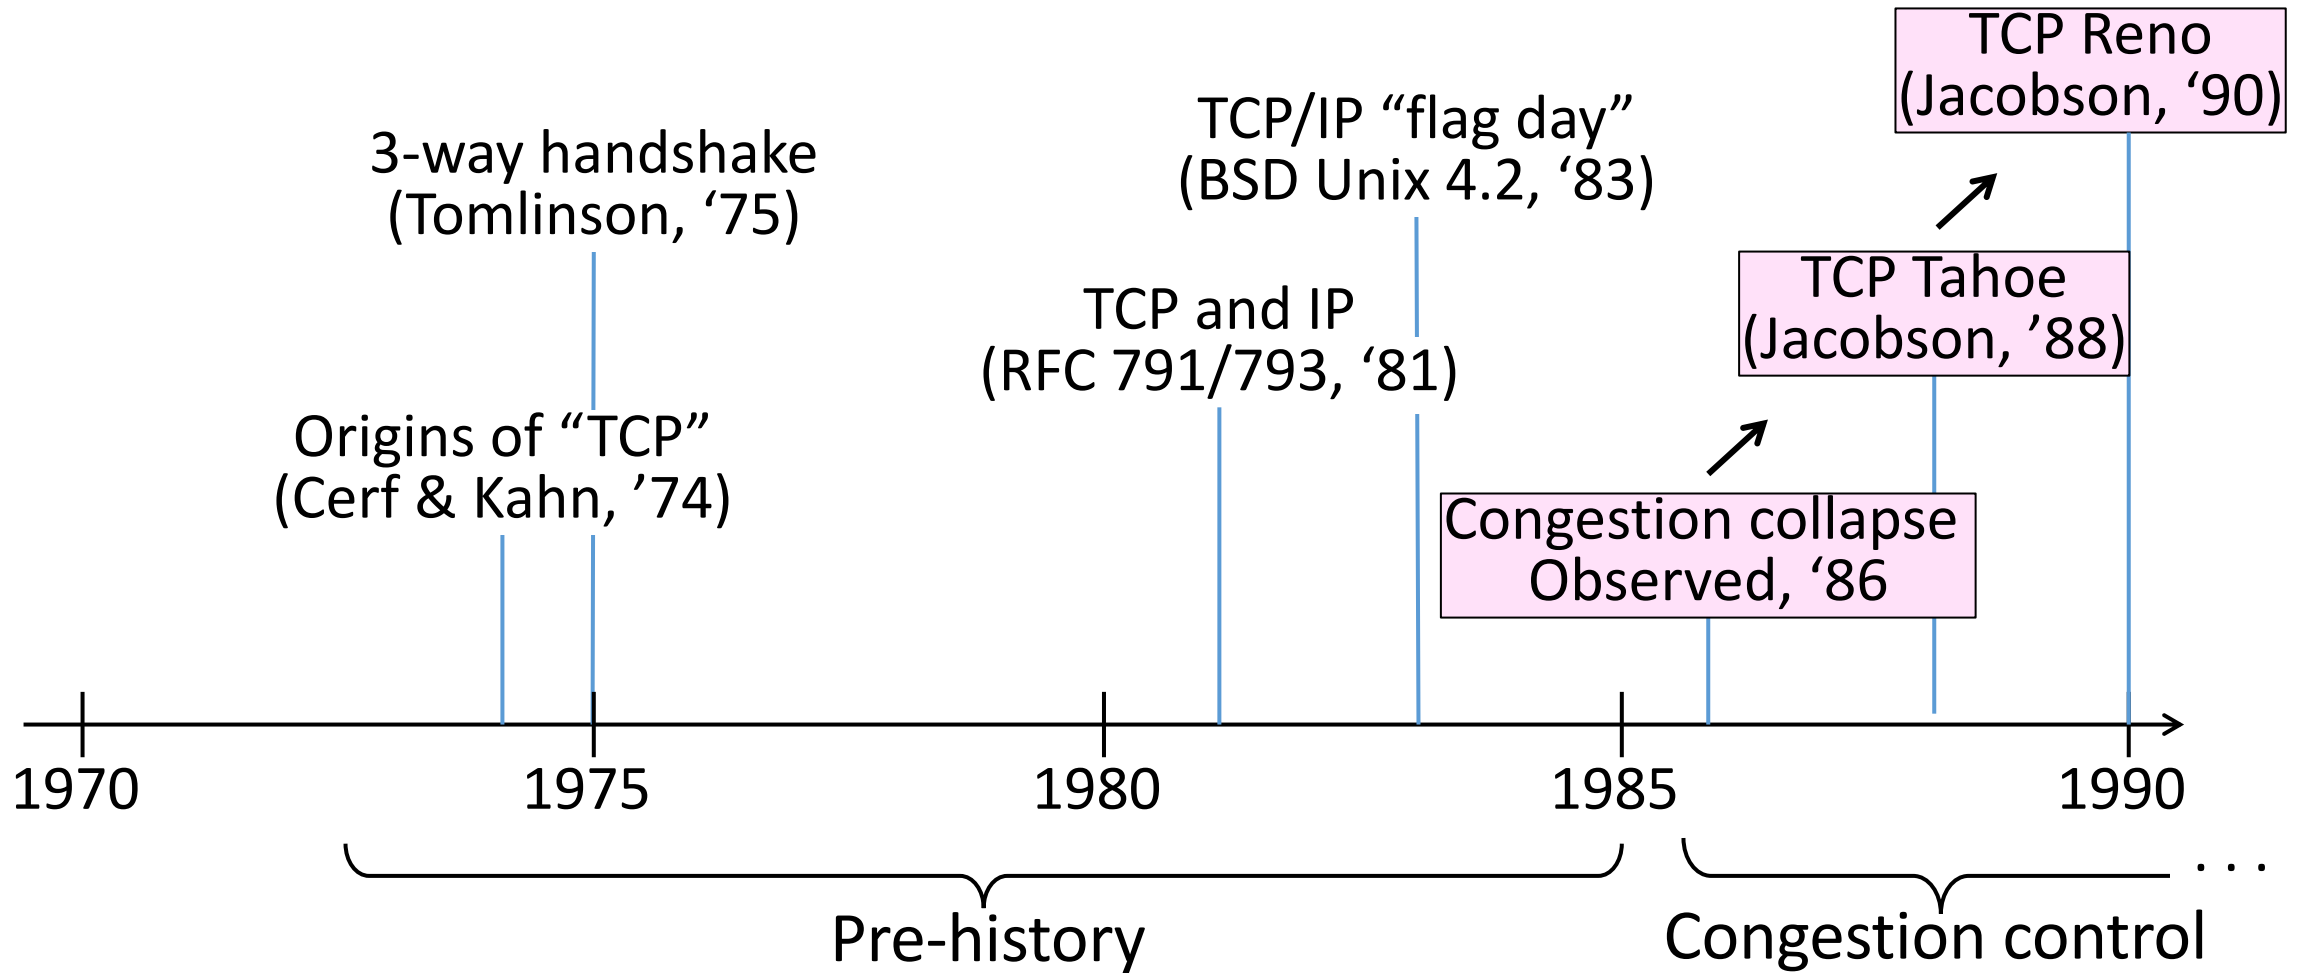 TCP Reno
(Jacobson, ‘90)
TCP/IP “flag day”
(BSD Unix 4.2, ‘83)
3-way handshake
(Tomlinson, ‘75)
TCP Tahoe
(Jacobson, ’88)
TCP and IP
(RFC 791/793, ‘81)
Origins of “TCP”
(Cerf & Kahn, ’74)
Congestion collapse
Observed, ‘86
1970
1975
1980
1985
1990
. . .
Pre-history
Congestion control